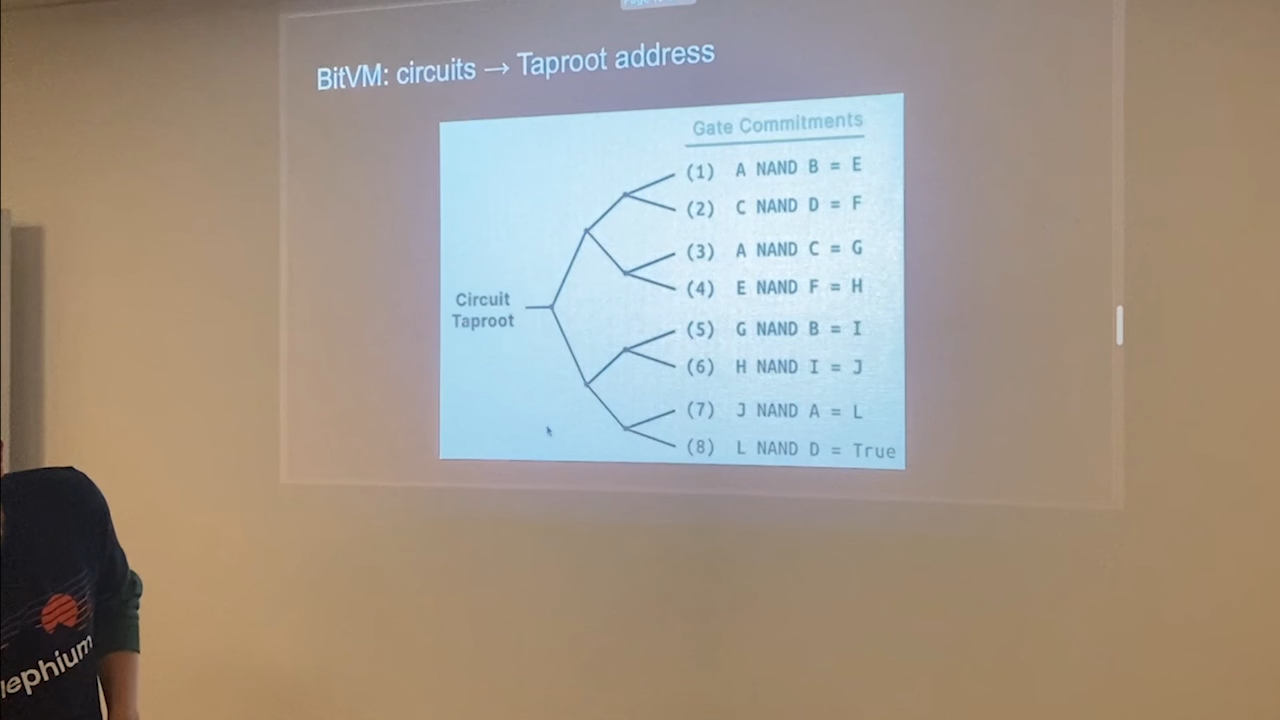 BitVM: circuits → Taproot address
Gate Commitments
(1) A NAND B = E
(2) C NAND D = F
(3) A NAND C = G
(4) E NAND F = H
Circuit
Taproot
(5) G NAND B = I
(6) H NAND I = J
(7) J NAND A = L
(8) L NAND D = True
lephium